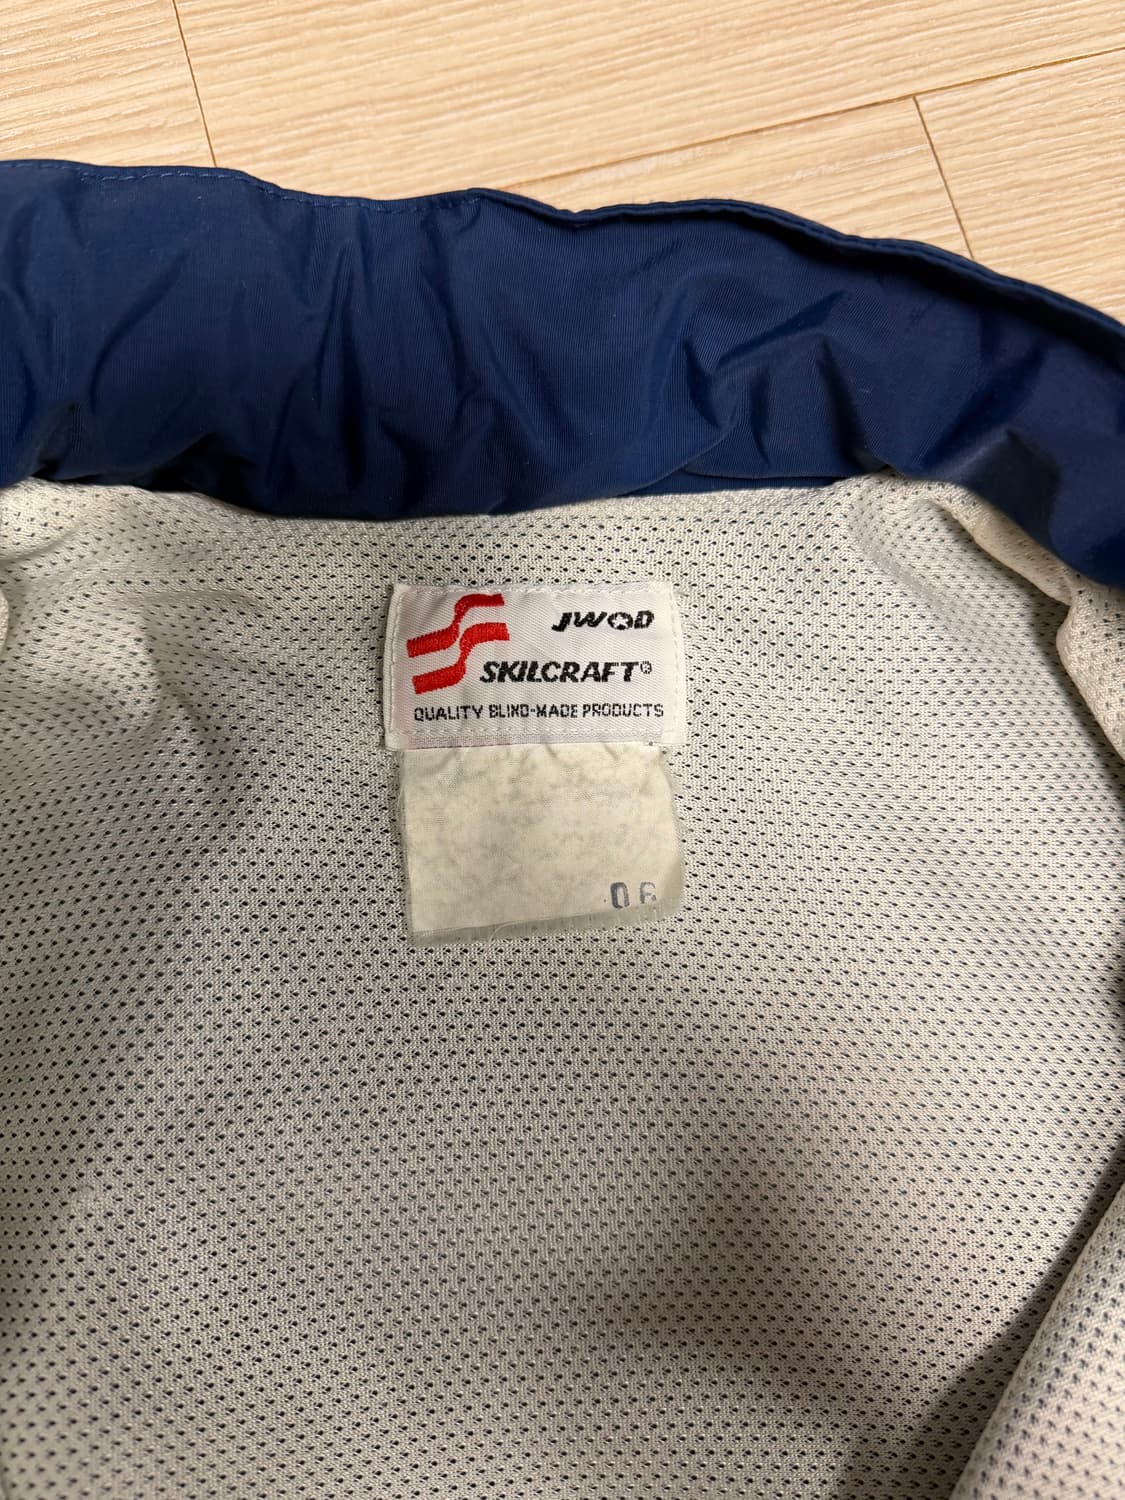 JWOD
SKILCRAFT®
QUALITY BLIND-MADE PRODUCTS
06